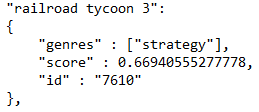 "railroad tycoon 3":
{
    "genres" : ["strategy"],
    "score" : 0.66940555277778,
    "id" : "7610"
},